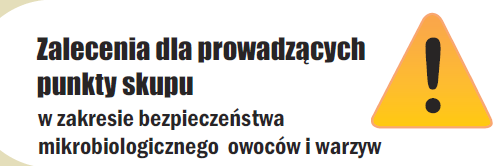 Zalecenia dla prowadzących
punkty skupu
w zakresie bezpieczeństwa
mikrobiologicznego owoców i warzyw
!